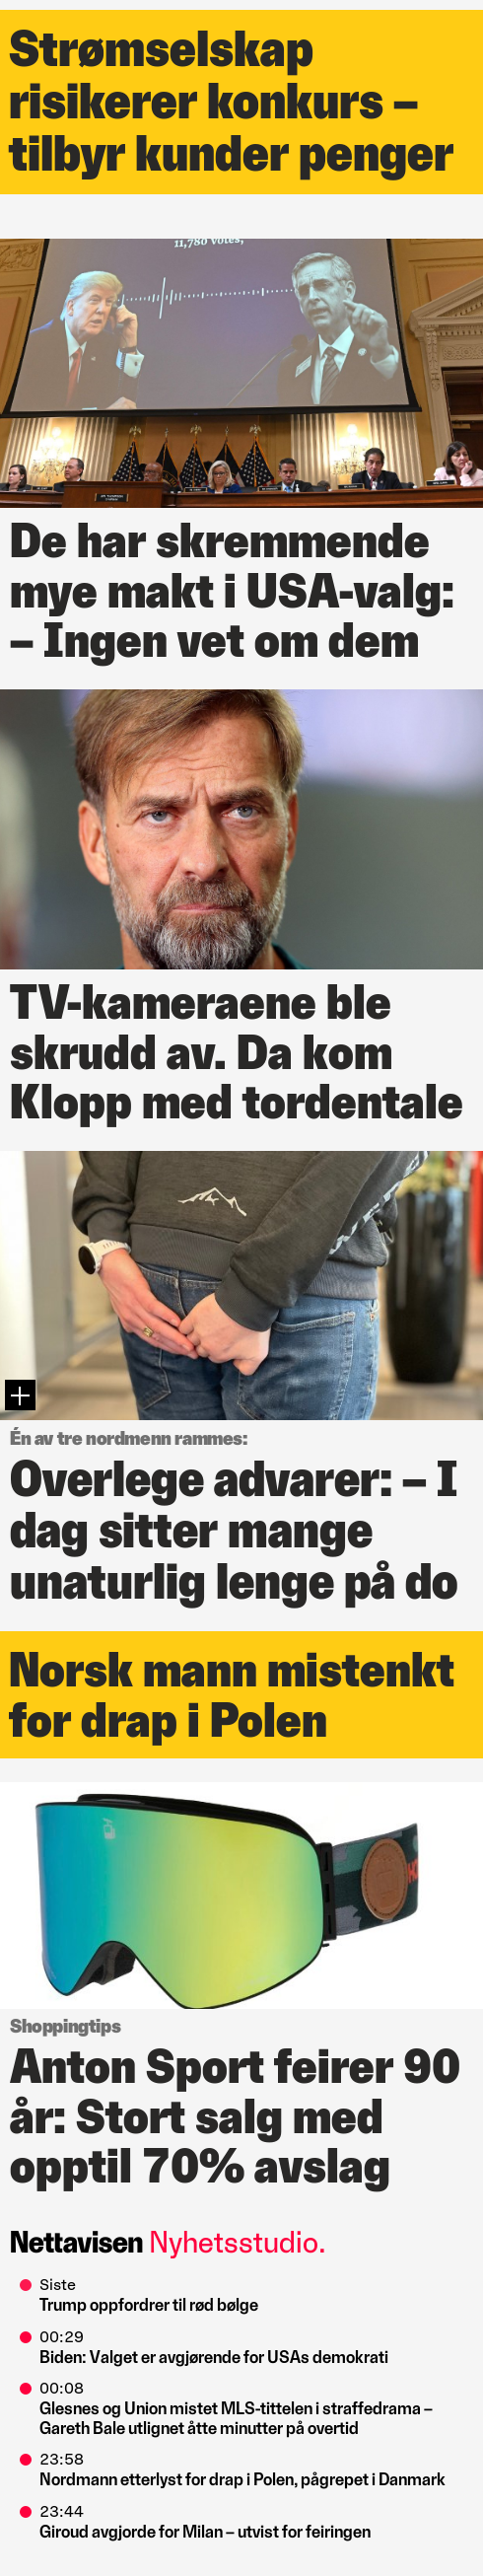 Strømselskap
risikerer konkurs –
tilbyr kunder penger
11,780 votes,
De har skremmende
mye makt i USA-valg:
– Ingen vet om dem
TV-kameraene ble
skrudd av. Da kom
Klopp med tordentale
Én av tre nordmenn rammes:
Overlege advarer: – I
dag sitter mange
unaturlig lenge på do
Norsk mann mistenkt
for drap i Polen
Shoppingtips
Anton Sport feirer 90
år: Stort salg med
opptil 70% avslag
Nettavisen Nyhetsstudio.
Siste
Trump oppfordrer til rød bølge
00:29
Biden: Valget er avgjørende for USAs demokrati
00:08
Glesnes og Union mistet MLS-tittelen i straffedrama –
Gareth Bale utlignet åtte minutter på overtid
23:58
Nordmann etterlyst for drap i Polen, pågrepet i Danmark
23:44
Giroud avgjorde for Milan – utvist for feiringen